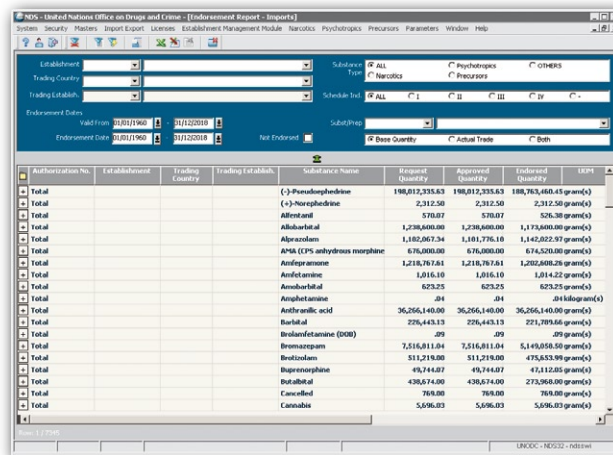 NDS - United Nations Office on Drugs and Crime - [Endorsement Report - Imports]
System Security Masters Import Export Licenses Establishment Management Module Narcotics Psychotropics Precursors Parameters Window Help
Establishment Substance Type ALL Psychotropics OTHERS
Trading Country Narcotics Precursors
Trading Establish. Schedule Ind. ALL I II III IV -
Endorsement Dates
Valid From 01/01/1960 - 01/12/2010 Subst/Prep
Endorsement Date 01/01/1960 - 01/12/2010 Not Endorsed Base Quantity Actual Trade Both
Authorization No. Establishment Trading Country Trading Establish. Substance Name Request Quantity Approved Quantity Endorsed Quantity UOM
Total (-)-Pseudoephedrine 198,012,335.63 198,012,335.63 188,763,460.45 gram(s)
Total (+)-Norephedrine 2,312.50 2,312.50 2,312.50 gram(s)
Total Alfentanil 570.07 570.07 526.38 gram(s)
Total Allobarbital 1,238,600.00 1,238,600.00 1,173,600.00 gram(s)
Total Alprazolam 1,182,067.34 1,181,776.18 1,142,022.97 gram(s)
Total AMA (CPS anhydrous morphine 676,000.00 676,000.00 674,520.00 gram(s)
Total Amfepramone 1,218,767.61 1,218,767.61 1,202,608.26 gram(s)
Total Amfetamine 1,016.10 1,016.10 1,014.22 gram(s)
Total Amobarbital 623.25 623.25 623.25 gram(s)
Total Amphetamine .04 .04 .04 kilogram(s)
Total Anthranilic acid 36,266,140.00 36,266,140.00 36,266,140.00 gram(s)
Total Barbital 226,443.13 226,443.13 221,789.66 gram(s)
Total Brolamfetamine (DOB) .09 .09 .09 gram(s)
Total Bromazepam 7,516,811.04 7,516,811.04 5,149,058.50 gram(s)
Total Brotizolam 511,219.00 511,219.00 475,653.99 gram(s)
Total Buprenorphine 49,744.07 49,744.07 47,112.05 gram(s)
Total Butalbital 438,674.00 438,674.00 273,968.00 gram(s)
Total Cancelled 769.00 769.00 769.00 gram(s)
Total Cannabis 5,696.03 5,696.03 5,696.03 gram(s)
UNODC - NDS32 - ndsswi